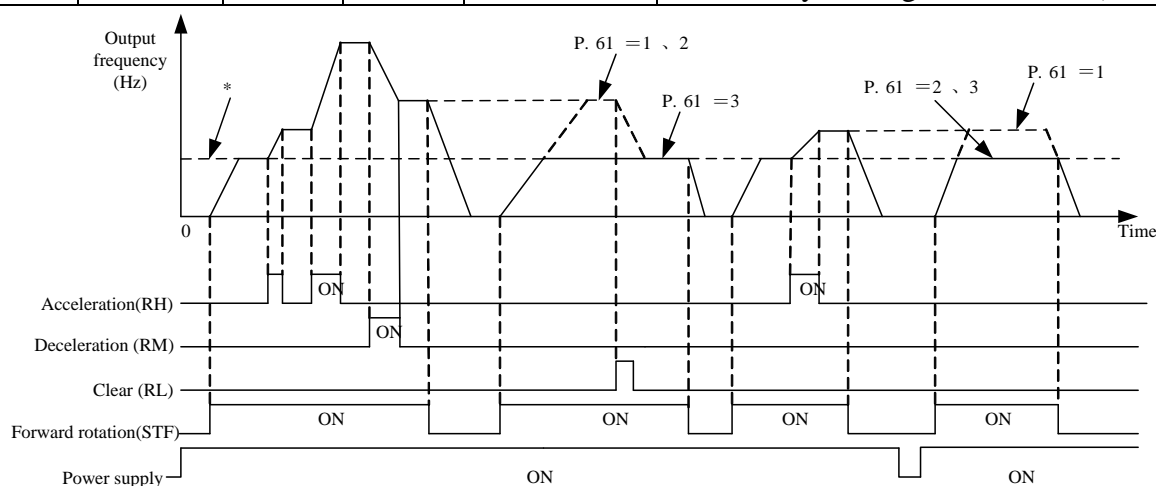 Output
frequency
(Hz)
*
P. 61 =1 、2
P. 61 =3
P. 61 =2 、3
P. 61 =1
0
Time
Acceleration(RH)
ON
ON
Deceleration (RM)
ON
Clear (RL)
Forward rotation(STF)
ON
ON
ON
ON
Power supply
ON
ON